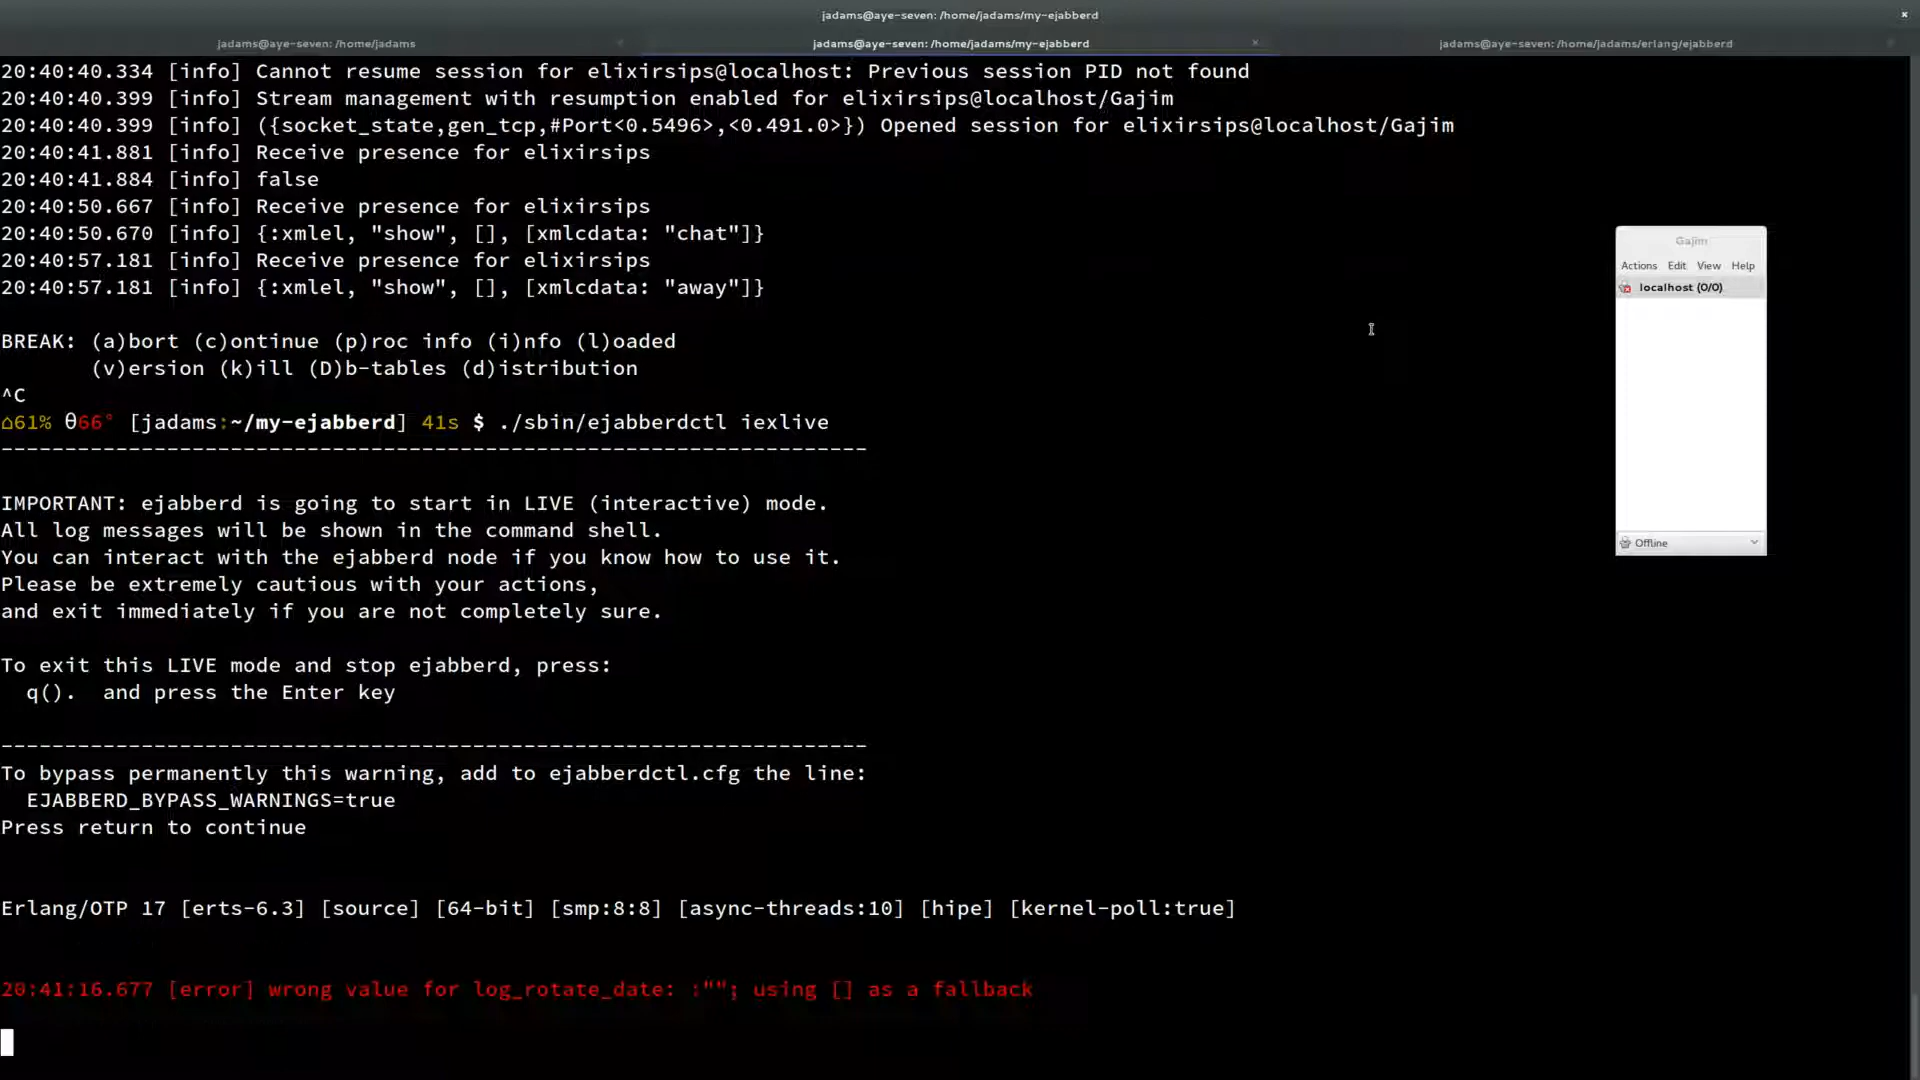 jadams@aye-seven: /home/jadams/my-ejabberd
jadams@aye-seven: /home/jadams
jadams@aye-seven: /home/jadams/my-ejabberd
jadams@aye-seven: /home/jadams/erlang/ejabberd
20:40:40.334 [info] Cannot resume session for elixirsips@localhost: Previous session PID not found
20:40:40.399 [info] Stream management with resumption enabled for elixirsips@localhost/Gajim
20:40:40.399 [info] ({socket_state,gen_tcp,#Port<0.5496>,<0.491.0>}) Opened session for elixirsips@localhost/Gajim
20:40:41.881 [info] Receive presence for elixirsips
20:40:41.884 [info] false
20:40:50.667 [info] Receive presence for elixirsips
20:40:50.670 [info] {:xmlel, "show", [], [xmlcdata: "chat"]}
20:40:57.181 [info] Receive presence for elixirsips
20:40:57.181 [info] {:xmlel, "show", [], [xmlcdata: "away"]}
BREAK: (a)bort (c)ontinue (p)roc info (i)nfo (l)oaded
(v)ersion (k)ill (D)b-tables (d)istribution
^C
⌂61% θ66° [jadams:~/my-ejabberd] 41s $ ./sbin/ejabberdctl iexlive
--------------------------------------------------------------------
IMPORTANT: ejabberd is going to start in LIVE (interactive) mode.
All log messages will be shown in the command shell.
You can interact with the ejabberd node if you know how to use it.
Please be extremely cautious with your actions,
and exit immediately if you are not completely sure.
To exit this LIVE mode and stop ejabberd, press:
q().  and press the Enter key
--------------------------------------------------------------------
To bypass permanently this warning, add to ejabberdctl.cfg the line:
EJABBERD_BYPASS_WARNINGS=true
Press return to continue
Erlang/OTP 17 [erts-6.3] [source] [64-bit] [smp:8:8] [async-threads:10] [hipe] [kernel-poll:true]
20:41:16.677 [error] wrong value for log_rotate_date: :""; using [] as a fallback
Gajim
Actions Edit View Help
localhost (0/0)
Offline